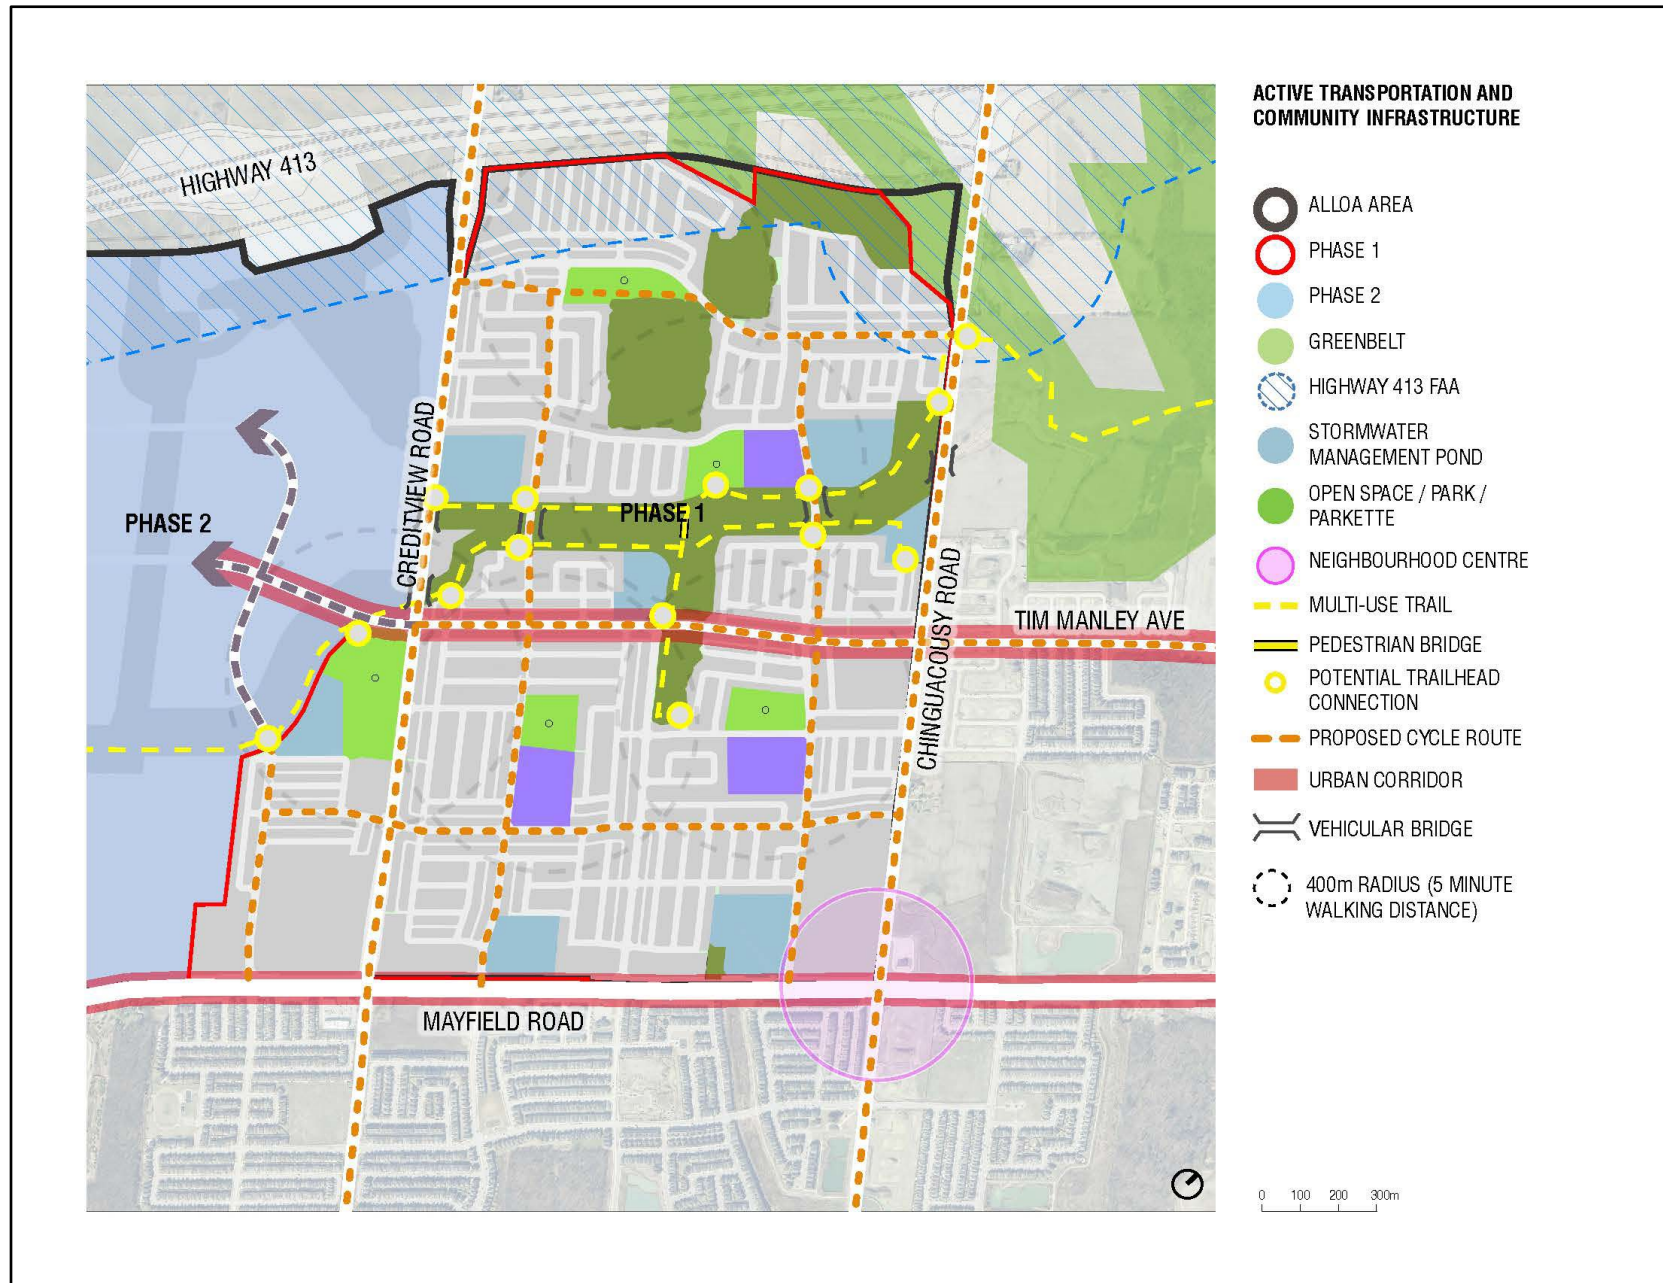 ACTIVE TRANSPORTATION AND
COMMUNITY INFRASTRUCTURE
HIGHWAY 413
CREDITVIEW ROAD
PHASE 2
PHASE 1
CHINGUACOUSY ROAD
TIM MANLEY AVE
MAYFIELD ROAD
ALLOA AREA
PHASE 1
PHASE 2
GREENBELT
HIGHWAY 413 FAA
STORMWATER
MANAGEMENT POND
OPEN SPACE / PARK /
PARKETTE
NEIGHBOURHOOD CENTRE
MULTI-USE TRAIL
PEDESTRIAN BRIDGE
POTENTIAL TRAILHEAD
CONNECTION
PROPOSED CYCLE ROUTE
URBAN CORRIDOR
VEHICULAR BRIDGE
400m RADIUS (5 MINUTE
WALKING DISTANCE)
0 100 200 300m